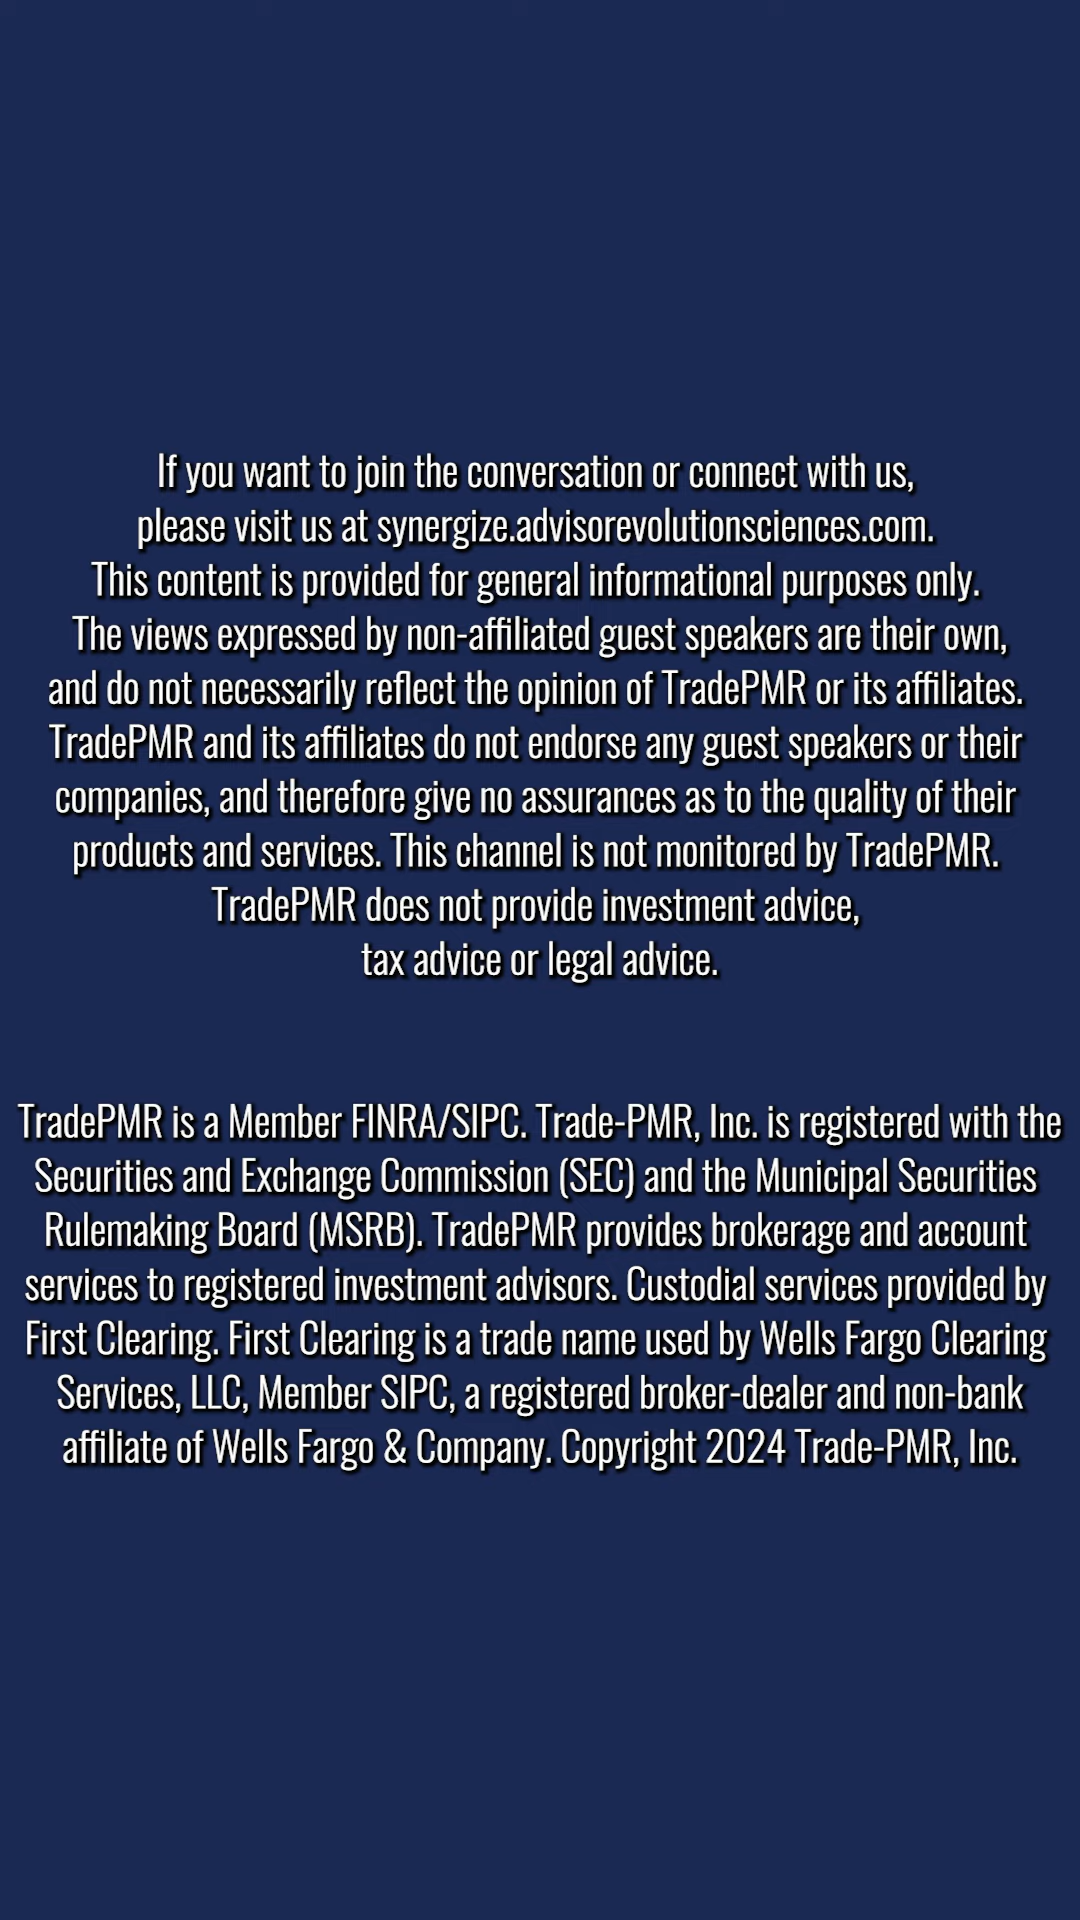 If you want to join the conversation or connect with us,
please visit us at synergize.advisorevolutionsciences.com.
This content is provided for general informational purposes only.
The views expressed by non-affiliated guest speakers are their own,
and do not necessarily reflect the opinion of TradePMR or its affiliates.
TradePMR and its affiliates do not endorse any guest speakers or their
companies, and therefore give no assurances as to the quality of their
products and services. This channel is not monitored by TradePMR.
TradePMR does not provide investment advice,
tax advice or legal advice.
TradePMR is a Member FINRA/SIPC. Trade-PMR, Inc. is registered with the
Securities and Exchange Commission (SEC) and the Municipal Securities
Rulemaking Board (MSRB). TradePMR provides brokerage and account
services to registered investment advisors. Custodial services provided by
First Clearing. First Clearing is a trade name used by Wells Fargo Clearing
Services, LLC, Member SIPC, a registered broker-dealer and non-bank
affiliate of Wells Fargo & Company. Copyright 2024 Trade-PMR, Inc.